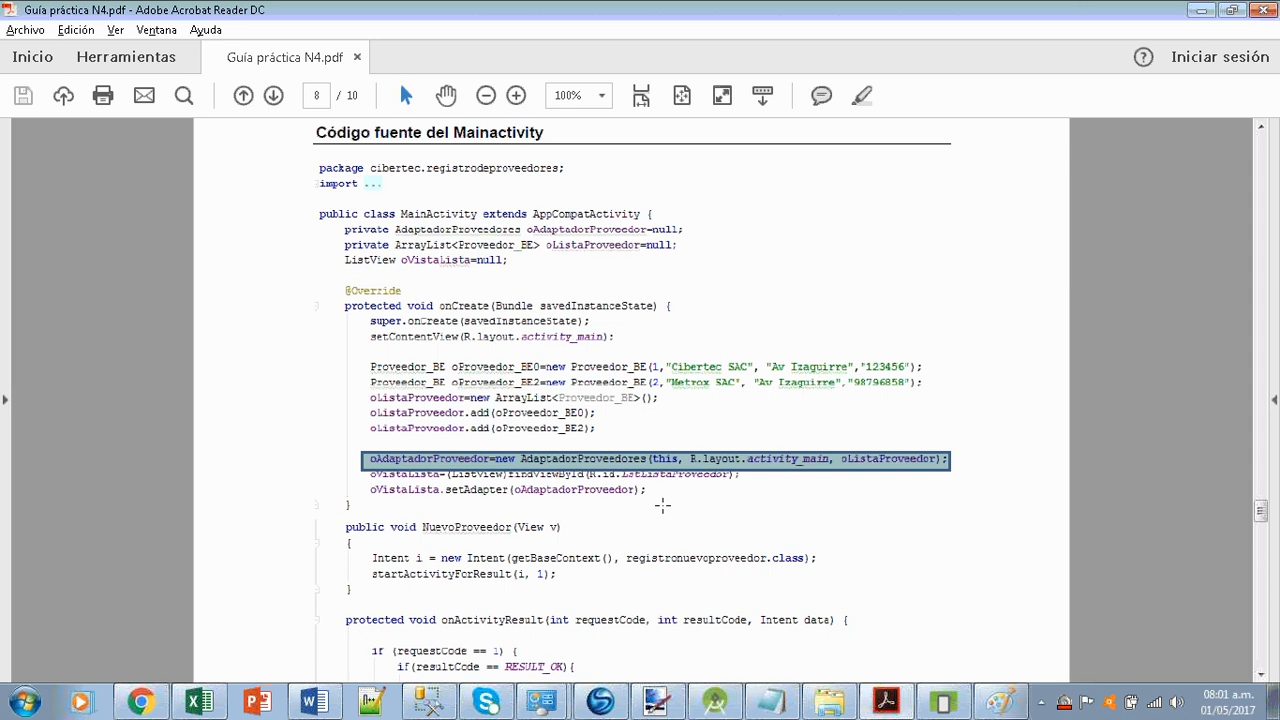 Guía práctica N4.pdf - Adobe Acrobat Reader DC
Archivo Edición Ver Ventana Ayuda
Inicio Herramientas Guía práctica N4.pdf × ? Iniciar sesión
8 / 10 100%
Código fuente del Mainactivity
package cibertec.registrodeproveedores;
import ...
public class MainActivity extends AppCompatActivity {
private AdaptadorProveedores oAdaptadorProveedor=null;
private ArrayList<Proveedor_BE> oListaProveedor=null;
ListView oVistaLista=null;
@Override
protected void onCreate(Bundle savedInstanceState) {
super.onCreate(savedInstanceState);
setContentView(R.layout.activity_main);
Proveedor_BE oProveedor_BE0=new Proveedor_BE(1,"Cibertec SAC", "Av Izaguirre","123456");
Proveedor_BE oProveedor_BE2=new Proveedor_BE(2,"Metrox SAC", "Av Izaguirre","98796858");
oListaProveedor=new ArrayList<Proveedor_BE>();
oListaProveedor.add(oProveedor_BE0);
oListaProveedor.add(oProveedor_BE2);
oAdaptadorProveedor=new AdaptadorProveedores(this, R.layout.activity_main, oListaProveedor);
oVistaLista=(ListView)findViewById(R.id.LstListaProveedor);
oVistaLista.setAdapter(oAdaptadorProveedor);
}
public void NuevoProveedor(View v)
{
Intent i = new Intent(getBaseContext(), registronuevoproveedor.class);
startActivityForResult(i, 1);
}
protected void onActivityResult(int requestCode, int resultCode, Intent data) {
if (requestCode == 1) {
if(resultCode == RESULT_OK){
08:01 a.m.
01/05/2017